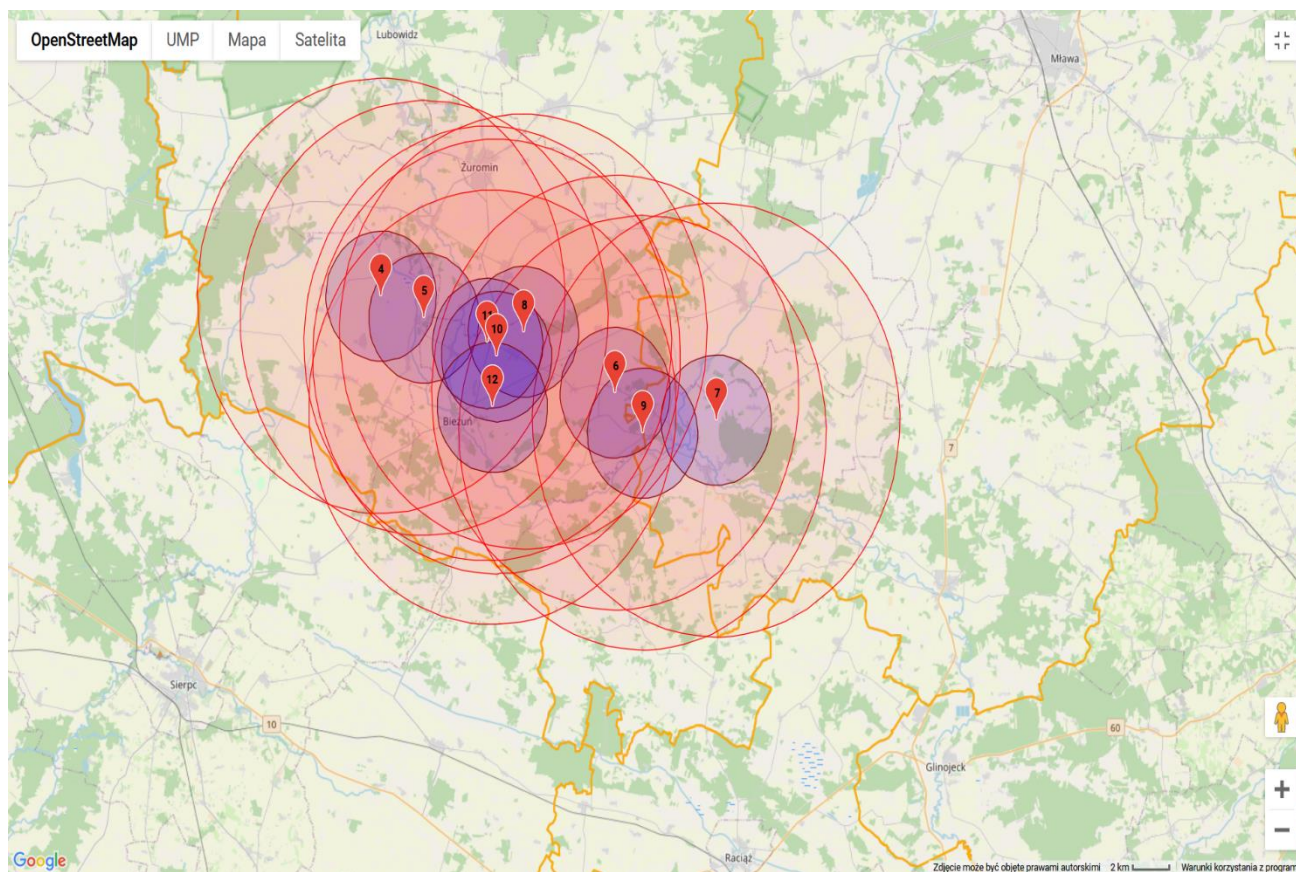 OpenStreetMap UMP Mapa Satelita
Lubowidz
Mława
Żuromin
4
5
8
11
10
6
12
7
9
Bieżuń
7
Sierpc
10
60
Glinojeck
Raciąż
Google
Zdjęcie może być objęte prawami autorskimi 2 km Warunki korzystania z program